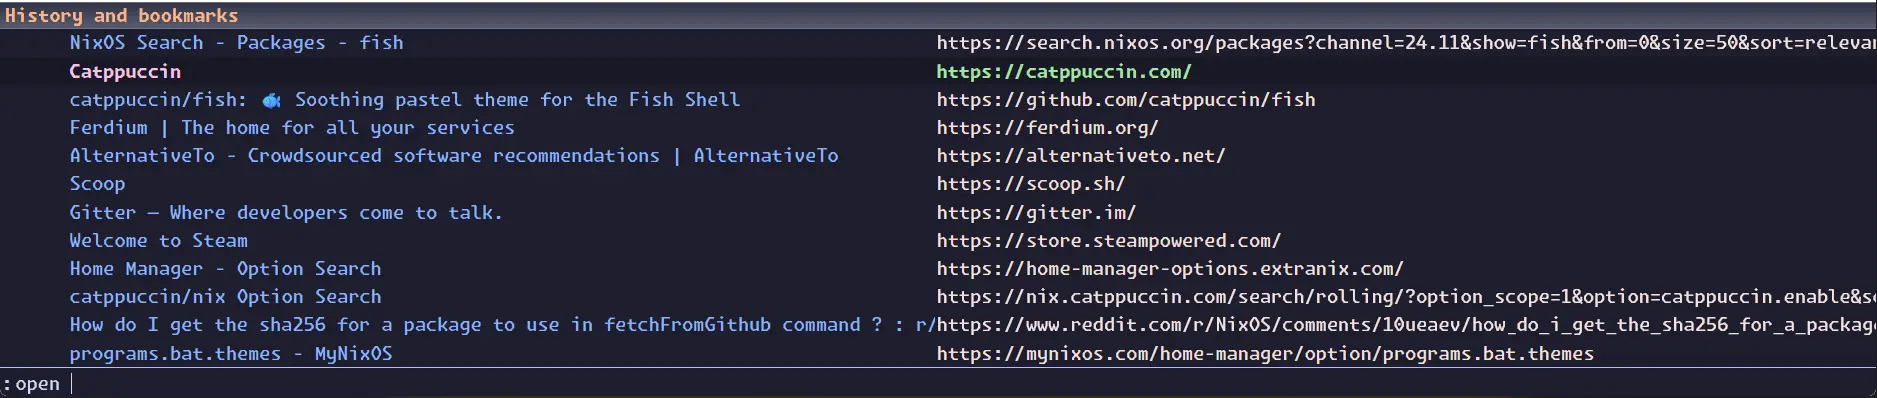 History and bookmarks
NixOS Search - Packages - fish https://search.nixos.org/packages?channel=24.11&show=fish&from=0&size=50&sort=relevan
Catppuccin https://catppuccin.com/
catppuccin/fish: 🐟 Soothing pastel theme for the Fish Shell https://github.com/catppuccin/fish
Ferdium | The home for all your services https://ferdium.org/
AlternativeTo - Crowdsourced software recommendations | AlternativeTo https://alternativeto.net/
Scoop https://scoop.sh/
Gitter — Where developers come to talk. https://gitter.im/
Welcome to Steam https://store.steampowered.com/
Home Manager - Option Search https://home-manager-options.extranix.com/
catppuccin/nix Option Search https://nix.catppuccin.com/search/rolling/?option_scope=1&option=catppuccin.enable&s
How do I get the sha256 for a package to use in fetchFromGithub command ? : r/ https://www.reddit.com/r/NixOS/comments/10ueaev/how_do_i_get_the_sha256_for_a_package
programs.bat.themes - MyNixOS https://mynixos.com/home-manager/option/programs.bat.themes
:open